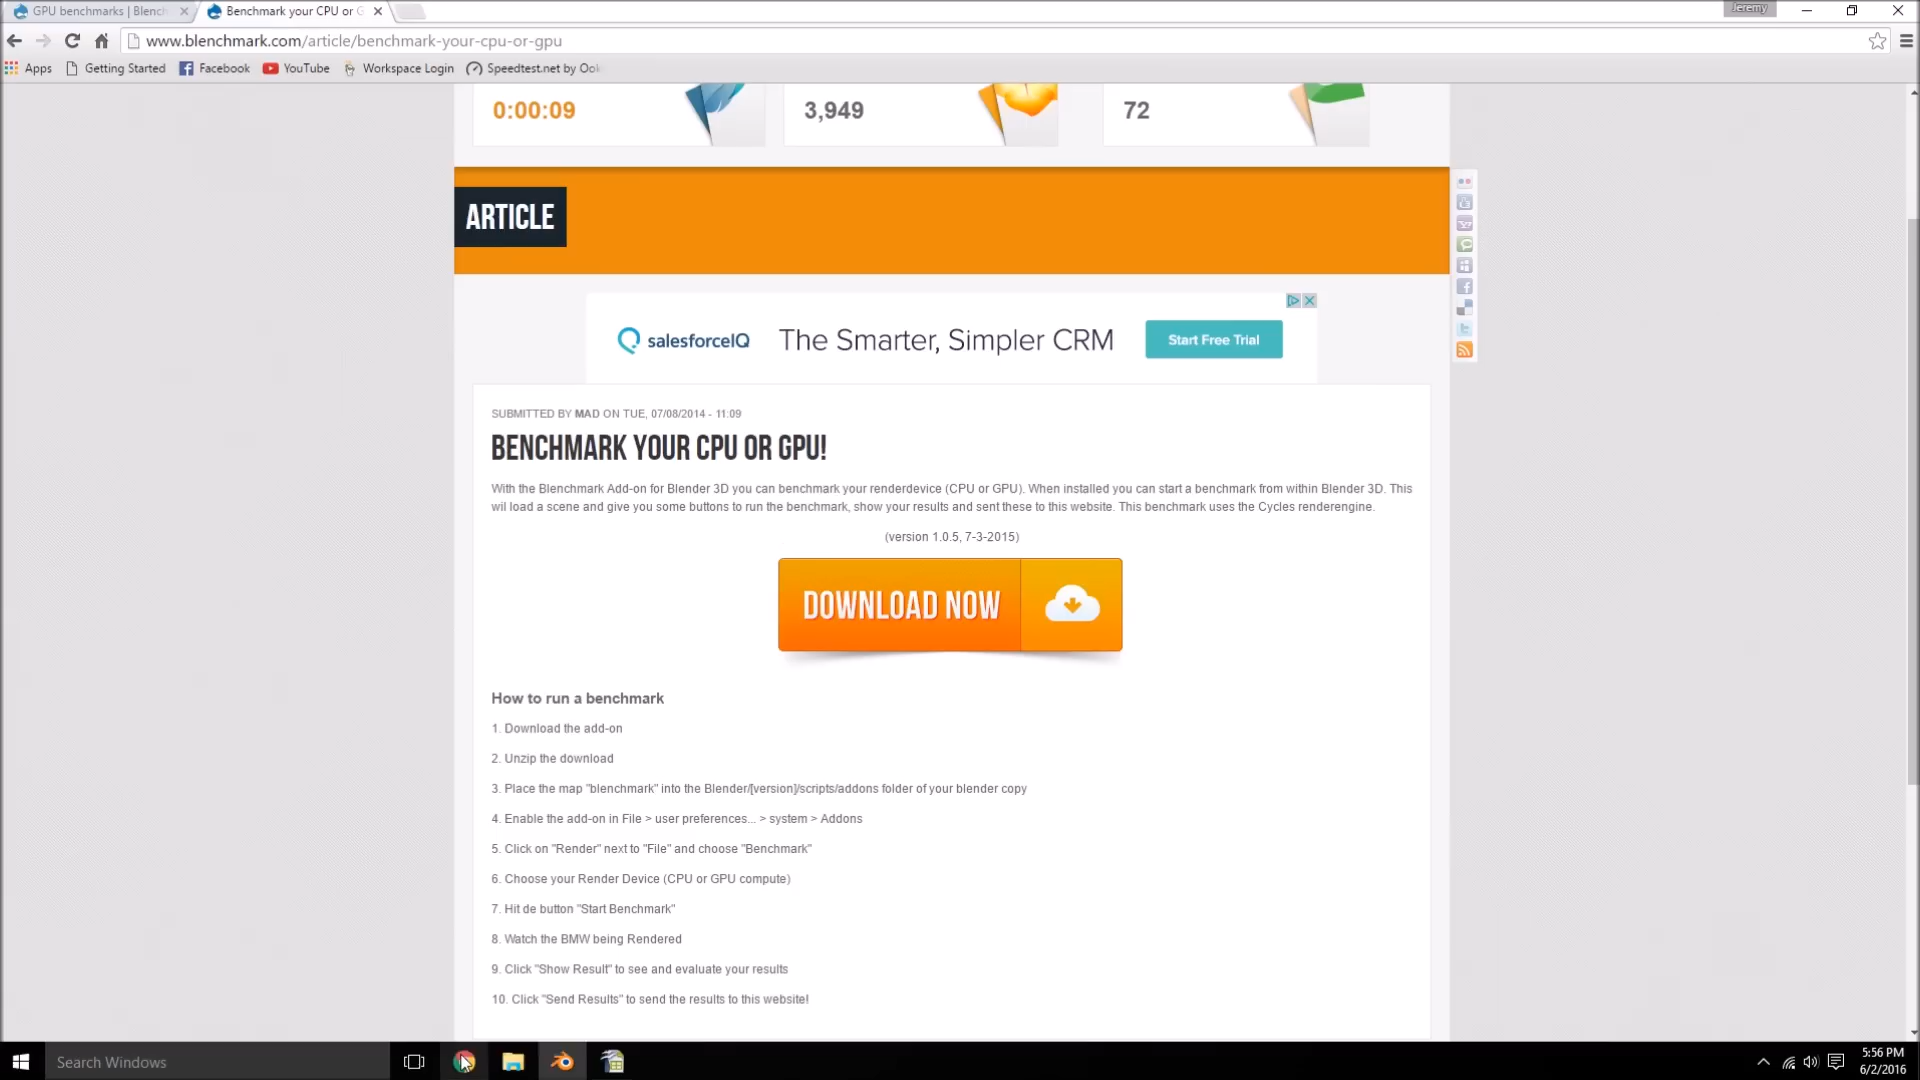 GPU benchmarks | Blench
Benchmark your CPU or G
Jeremy
www.blenchmark.com/article/benchmark-your-cpu-or-gpu
Apps Getting Started Facebook YouTube Workspace Login Speedtest.net by Ook
0:00:09 3,949 72
ARTICLE
salesforceIQ The Smarter, Simpler CRM Start Free Trial
SUBMITTED BY MAD ON TUE, 07/08/2014 - 11:09
BENCHMARK YOUR CPU OR GPU!
With the Blenchmark Add-on for Blender 3D you can benchmark your renderdevice (CPU or GPU). When installed you can start a benchmark from within Blender 3D. This
wil load a scene and give you some buttons to run the benchmark, show your results and sent these to this website. This benchmark uses the Cycles renderengine.
(version 1.0.5, 7-3-2015)
DOWNLOAD NOW
How to run a benchmark
1. Download the add-on
2. Unzip the download
3. Place the map "blenchmark" into the Blender/[version]/scripts/addons folder of your blender copy
4. Enable the add-on in File > user preferences... > system > Addons
5. Click on "Render" next to "File" and choose "Benchmark"
6. Choose your Render Device (CPU or GPU compute)
7. Hit de button "Start Benchmark"
8. Watch the BMW being Rendered
9. Click "Show Result" to see and evaluate your results
10. Click "Send Results" to send the results to this website!
Search Windows
5:56 PM
6/2/2016